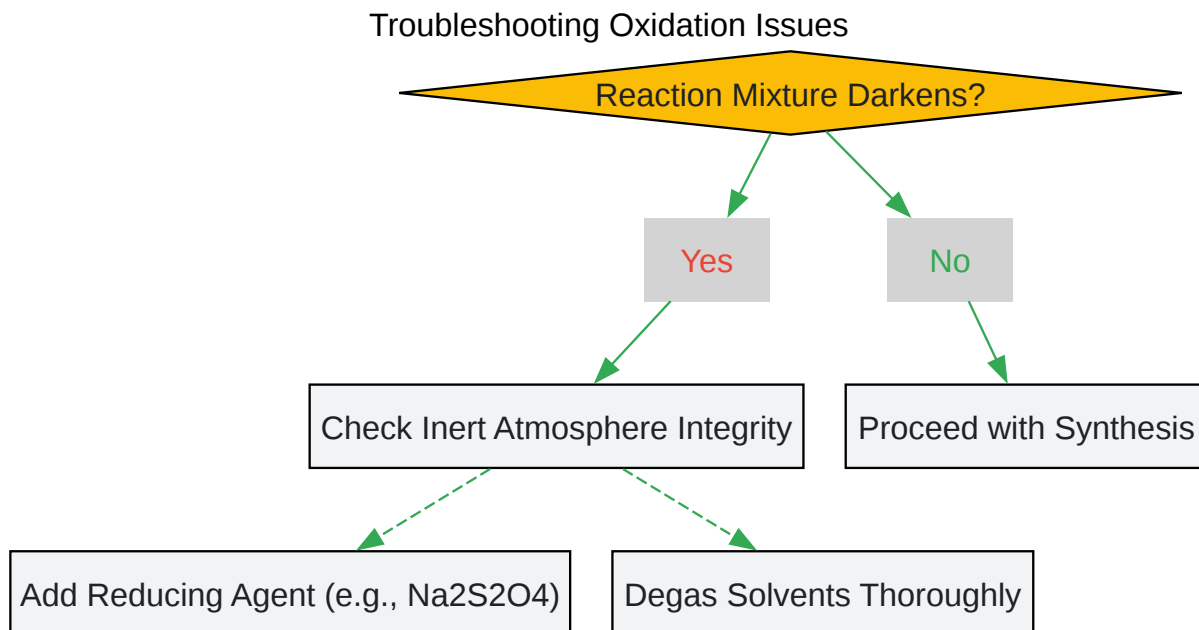 Troubleshooting Oxidation Issues
Reaction Mixture Darkens?
Yes
No
Check Inert Atmosphere Integrity
Proceed with Synthesis
Add Reducing Agent (e.g., Na2S2O4)
Degas Solvents Thoroughly